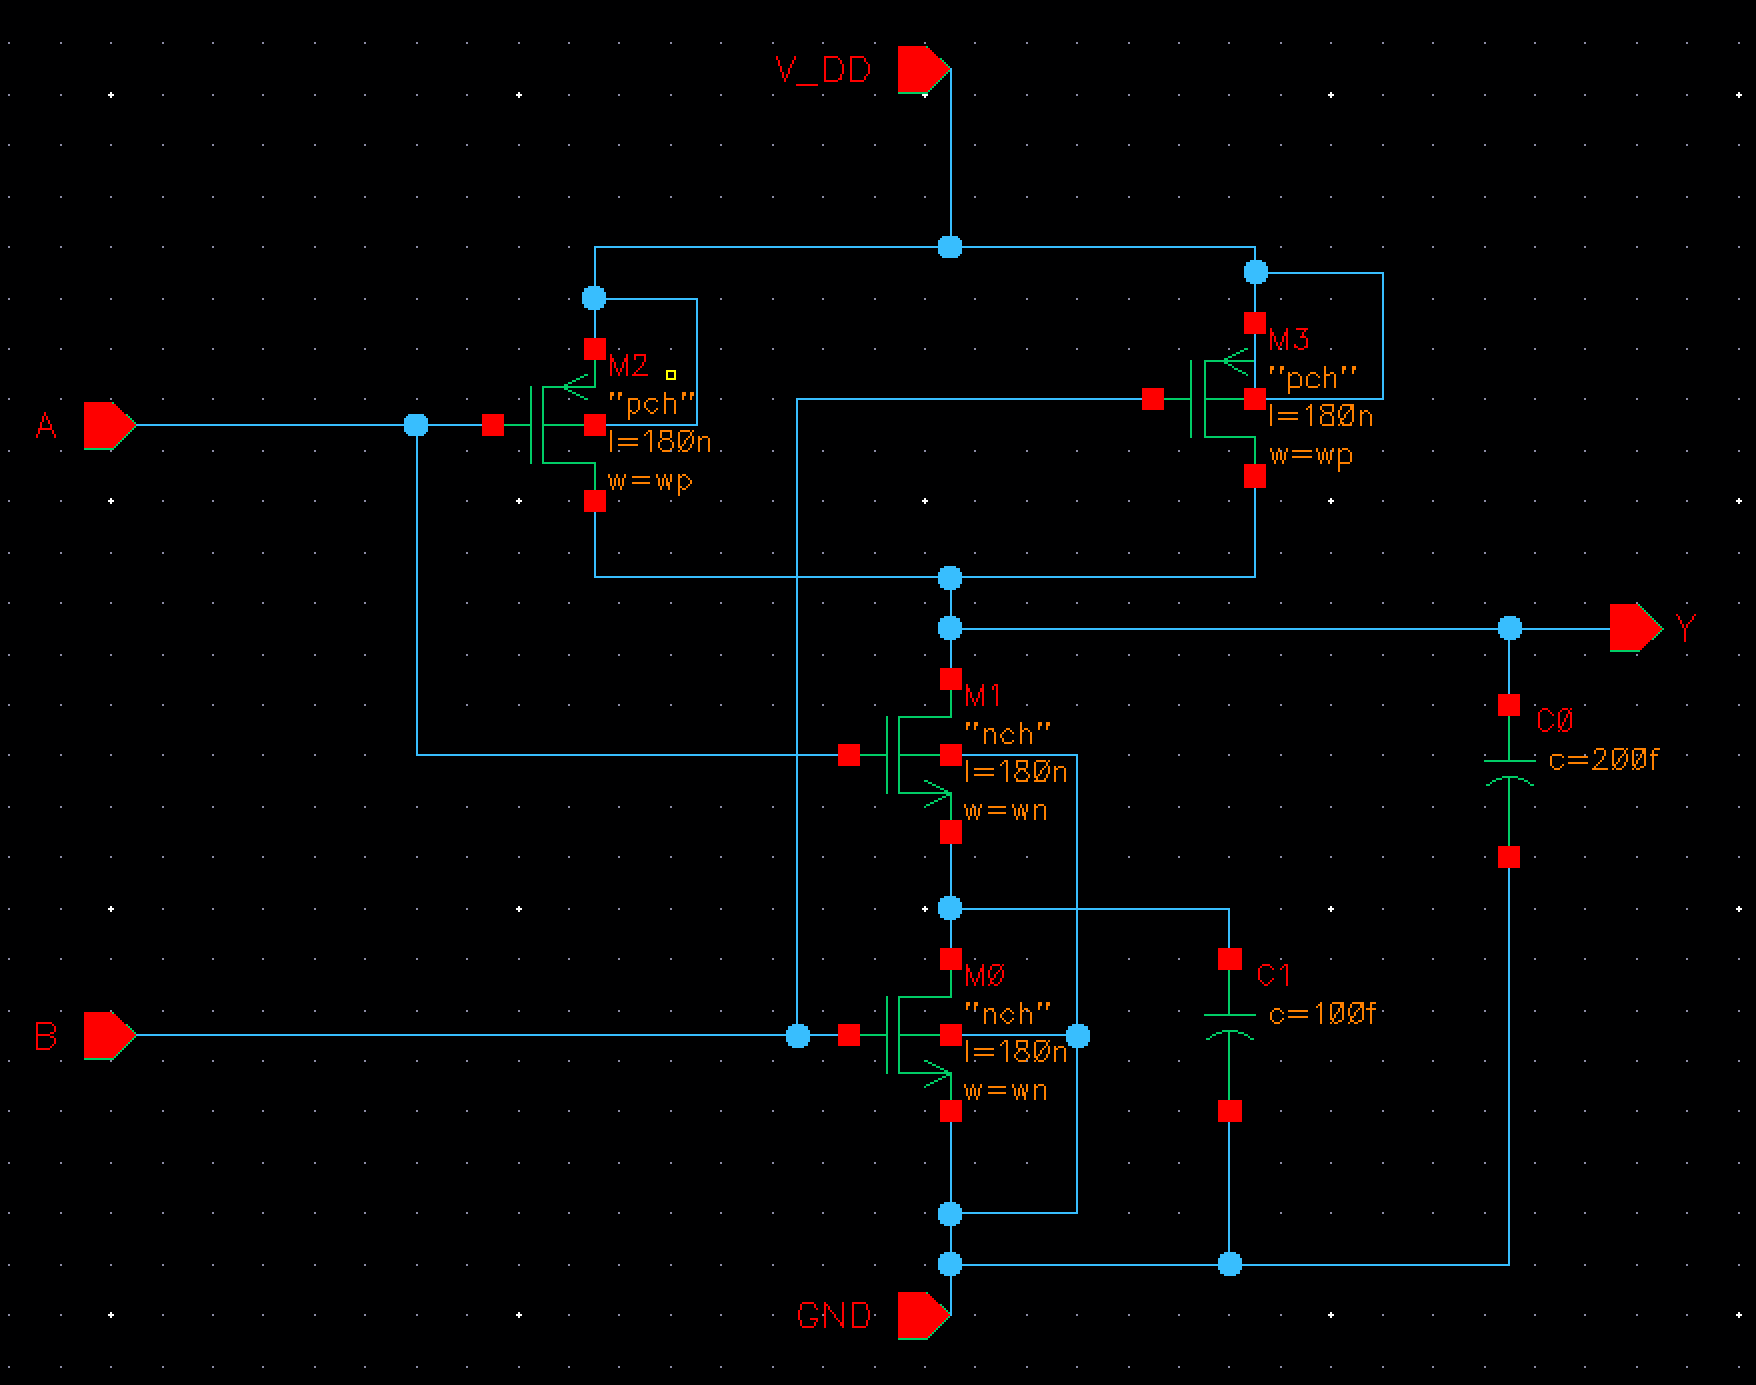 V_DD
M2
"pch"
l=180n
w=wp
M3
"pch"
l=180n
w=wp
A
Y
M1
"nch"
l=180n
w=wn
C0
c=200f
M0
"nch"
l=180n
w=wn
C1
c=100f
B
GND